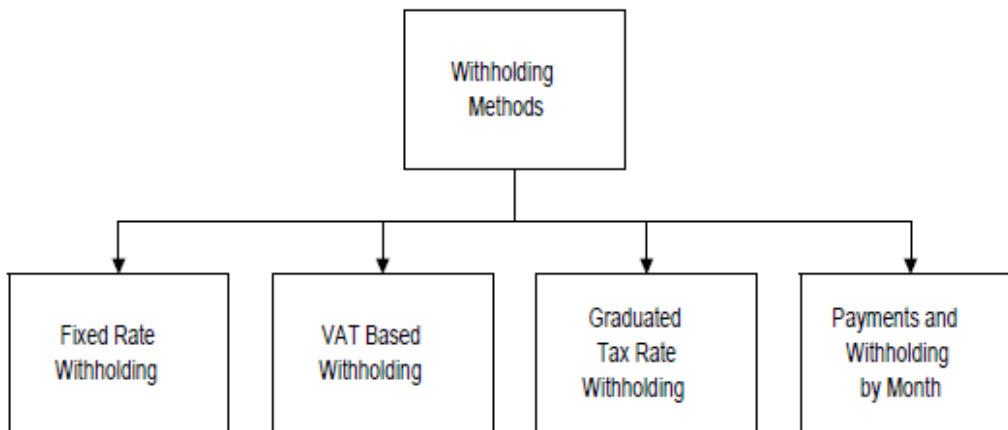 Withholding
Methods
Fixed Rate
Withholding
VAT Based
Withholding
Graduated
Tax Rate
Withholding
Payments and
Withholding
by Month